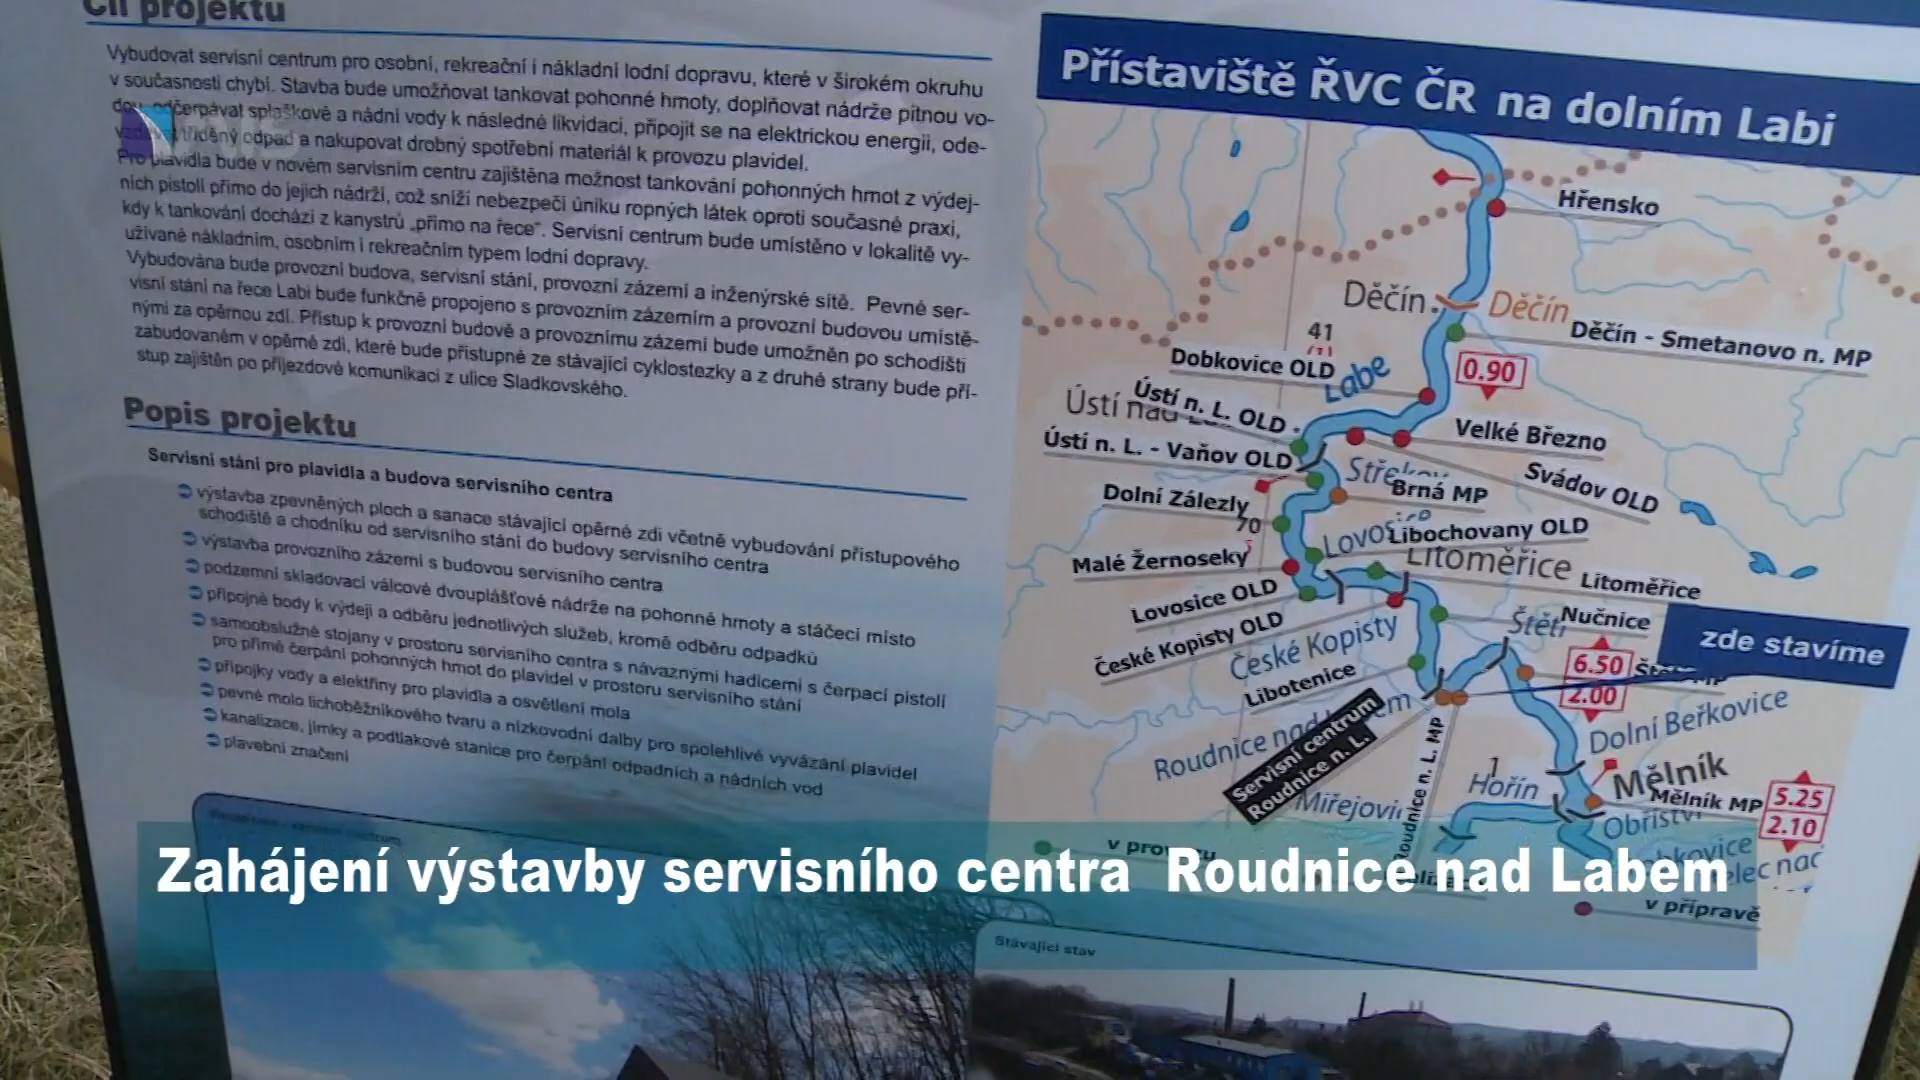 Cíl projektu
Vybudovat servisní centrum pro osobní, rekreační i nákladní lodní dopravu, které v širokém okruhu
v současnosti chybí. Stavba bude umožňovat tankovat pohonné hmoty, doplňovat nádrže pitnou vo-
dou, odčerpávat splaškové a nádní vody k následné likvidaci, připojit se na elektrickou energii, ode-
tříděný odpad a nakupovat drobný spotřební materiál k provozu plavidel.
Pro plavidla bude v novém servisním centru zajištěna možnost tankování pohonných hmot z výdej-
ních pistolí přímo do jejich nádrží, což sníží nebezpečí úniku ropných látek oproti současné praxi,
kdy k tankování dochází z kanystrů „přímo na řece“. Servisní centrum bude umístěno v lokalitě vy-
užívané nákladním, osobním i rekreačním typem lodní dopravy.
Vybudována bude provozní budova, servisní stání, provozní zázemí a inženýrské sítě. Pevné ser-
visní stání na řece Labi bude funkčně propojeno s provozním zázemím a provozní budovou umístě-
nými za opěrnou zdí. Přístup k provozní budově a provoznímu zázemí bude umožněn po schodišti
zabudovaném v opěrné zdi, které bude přístupné ze stávající cyklostezky a z druhé strany bude pří-
stup zajištěn po příjezdové komunikaci z ulice Sladkovského.
Popis projektu
Servisní stání pro plavidla a budova servisního centra
výstavba zpevněných ploch a sanace stávající opěrné zdi včetně vybudování přístupového
schodiště a chodníku od servisního stání do budovy servisního centra
výstavba provozního zázemí s budovou servisního centra
podzemní skladovací válcové dvouplášťové nádrže na pohonné hmoty a stáčecí místo
přípojné body k výdeji a odběru jednotlivých služeb, kromě odběru odpadků
samoobslužné stojany v prostoru servisního centra s návaznými hadicemi s čerpací pistolí
pro přímé čerpání pohonných hmot do plavidel v prostoru servisního stání
přípojky vody a elektřiny pro plavidla a osvětlení mola
pevné molo lichoběžníkového tvaru a nízkovodní dalby pro spolehlivé vyvázání plavidel
kanalizace, jímky a podtlakové stanice pro čerpání odpadních a nádních vod
plavební značení
Přístaviště ŘVC ČR na dolním Labi
Hřensko
Děčín
Děčín
Děčín - Smetanovo n. MP
41
Dobkovice OLD
Labe
0.90
Ústí n. L. OLD
Ústí nad
Velké Březno
Ústí n. L. - Vaňov OLD
Svádov OLD
Brná MP
Dolní Zálezly
70
Libochovany OLD
Malé Žernoseky
Litoměřice
Litoměřice
Lovosice OLD
Nučnice
Štětí
České Kopisty OLD
České Kopisty
zde stavíme
6.50
2.00
Libotenice
Dolní Beřkovice
Servisní centrum
Roudnice n. L.
Roudnice n. L. MP
1
Hořín
Mělník
Mělník MP
5.25
2.10
Zahájení výstavby servisního centra Roudnice nad Labem
v přípravě
Stávající stav